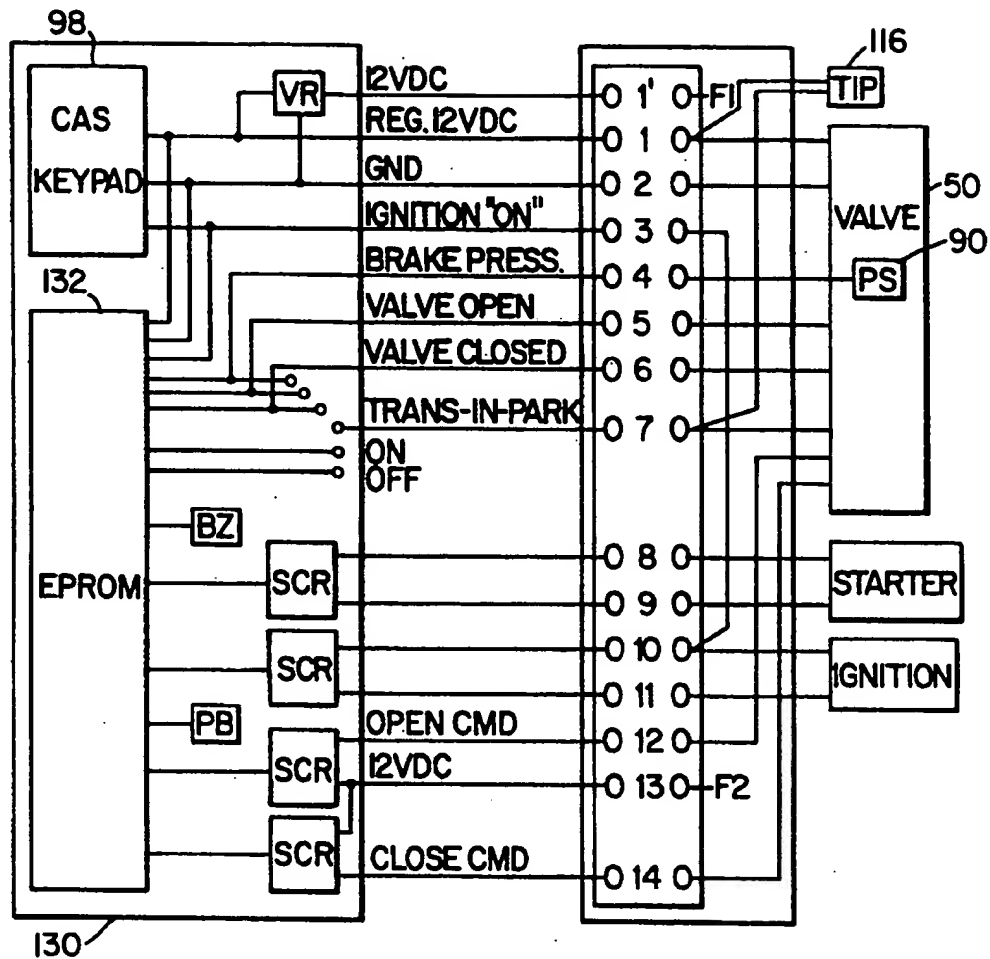 98
116
CAS
KEYPAD
VR
12VDC
REG. 12VDC
GND
IGNITION "ON"
BRAKE PRESS.
VALVE OPEN
VALVE CLOSED
TRANS-IN-PARK
ON
OFF
132
EPROM
BZ
SCR
SCR
PB
SCR
SCR
OPEN CMD
12VDC
CLOSE CMD
130
1'
1
2
3
4
5
6
7
8
9
10
11
12
13
14
F1
F2
TIP
VALVE
50
90
PS
STARTER
IGNITION